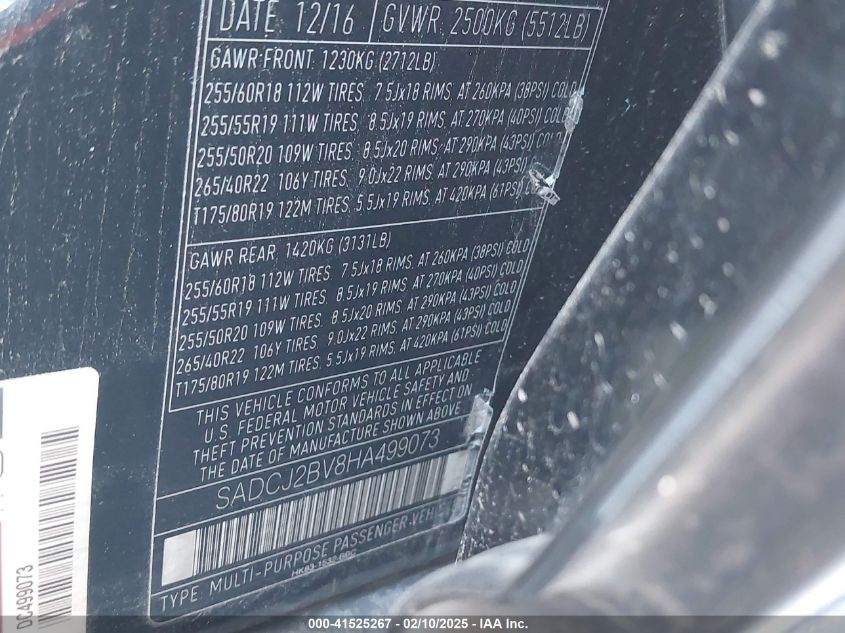 DATE 12/16 GVWR 2500KG (5512LB)
GAWR FRONT 1230KG (2712LB)
255/60R18 112W TIRES, 7.5Jx18 RIMS, AT 260KPA (38PSI) COLD
255/55R19 111W TIRES, 8.5Jx19 RIMS, AT 270KPA (40PSI) COLD
255/50R20 109W TIRES, 8.5Jx20 RIMS, AT 290KPA (43PSI) COLD
265/40R22 106Y TIRES, 9.0Jx22 RIMS, AT 290KPA (43PSI)
T175/80R19 122M TIRES, 5.5Jx19 RIMS, AT 420KPA (61PSI) COLD
GAWR REAR 1420KG (3131LB)
255/60R18 112W TIRES, 7.5Jx18 RIMS, AT 260KPA (38PSI) COLD
255/55R19 111W TIRES, 8.5Jx19 RIMS, AT 270KPA (40PSI) COLD
255/50R20 109W TIRES, 8.5Jx20 RIMS, AT 290KPA (43PSI) COLD
265/40R22 106Y TIRES, 9.0Jx22 RIMS, AT 290KPA (43PSI) COLD
T175/80R19 122M TIRES, 5.5Jx19 RIMS, AT 420KPA (61PSI) COLD
THIS VEHICLE CONFORMS TO ALL APPLICABLE
U.S. FEDERAL MOTOR VEHICLE SAFETY AND
THEFT PREVENTION STANDARDS IN EFFECT ON
THE DATE OF MANUFACTURE SHOWN ABOVE
SADCJ2BV8HA499073
TYPE: MULTI-PURPOSE PASSENGER VEHI
DC499073
000-41525267 - 02/10/2025 - IAA Inc.